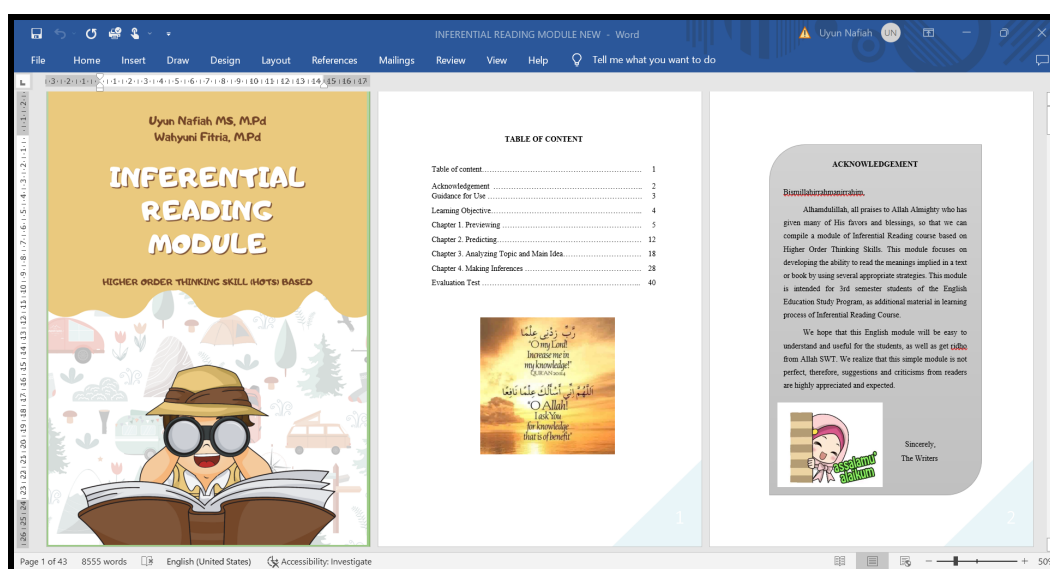 INFERENTIAL READING MODULE NEW - Word
Uyun Nafiah UN
File Home Insert Draw Design Layout References Mailings Review View Help Tell me what you want to do
Uyun Nafiah MS, M.Pd
Wahyuni Fitria, M.Pd
INFERENTIAL
READING
MODULE
HIGHER ORDER THINKING SKILL (HOTS) BASED
TABLE OF CONTENT
Table of content 1
Acknowledgement 2
Guidance for Use 3
Learning Objective 4
Chapter 1. Previewing 5
Chapter 2. Predicting 12
Chapter 3. Analyzing Topic and Main Idea 18
Chapter 4. Making Inferences 28
Evaluation Test 40
رَّبِّ زِدْنِي عِلْمًا
"O my Lord!
Increase me in
my knowledge!"
QUR'AN 20:114
اللَّهُمَّ إِنِّي أَسْأَلُكَ عِلْمًا نَافِعًا
"O Allah!
I ask You
for knowledge
that is of benefit"
1
ACKNOWLEDGEMENT
Bismillahirrahmanirrahim,
Alhamdulillah, all praises to Allah Almighty who has
given many of His favors and blessings, so that we can
compile a module of Inferential Reading course based on
Higher Order Thinking Skills. This module focuses on
developing the ability to read the meanings implied in a text
or book by using several appropriate strategies. This module
is intended for 3rd semester students of the English
Education Study Program, as additional material in learning
process of Inferential Reading Course.
We hope that this English module will be easy to
understand and useful for the students, as well as get ridho
from Allah SWT. We realize that this simple module is not
perfect, therefore, suggestions and criticisms from readers
are highly appreciated and expected.
assalamu'
alaikum
Sincerely,
The Writers
2
Page 1 of 43 8555 words English (United States) Accessibility: Investigate 50%